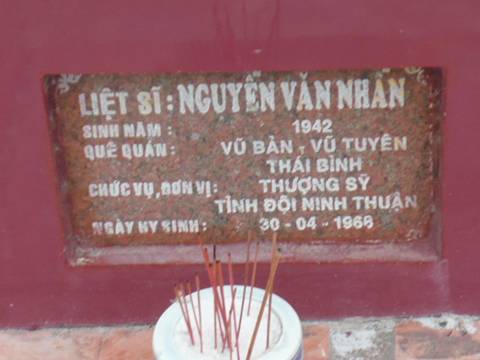 LIỆT SĨ : NGUYỄN VĂN NHÂN
SINH NĂM : 1942
QUÊ QUÁN : VŨ BẢN - VŨ TUYÊN
THÁI BÌNH
CHỨC VỤ, ĐƠN VỊ : THƯỢNG SỸ
TỈNH ĐỘI NINH THUẬN
NGÀY HY SINH : 30 - 04 - 1968